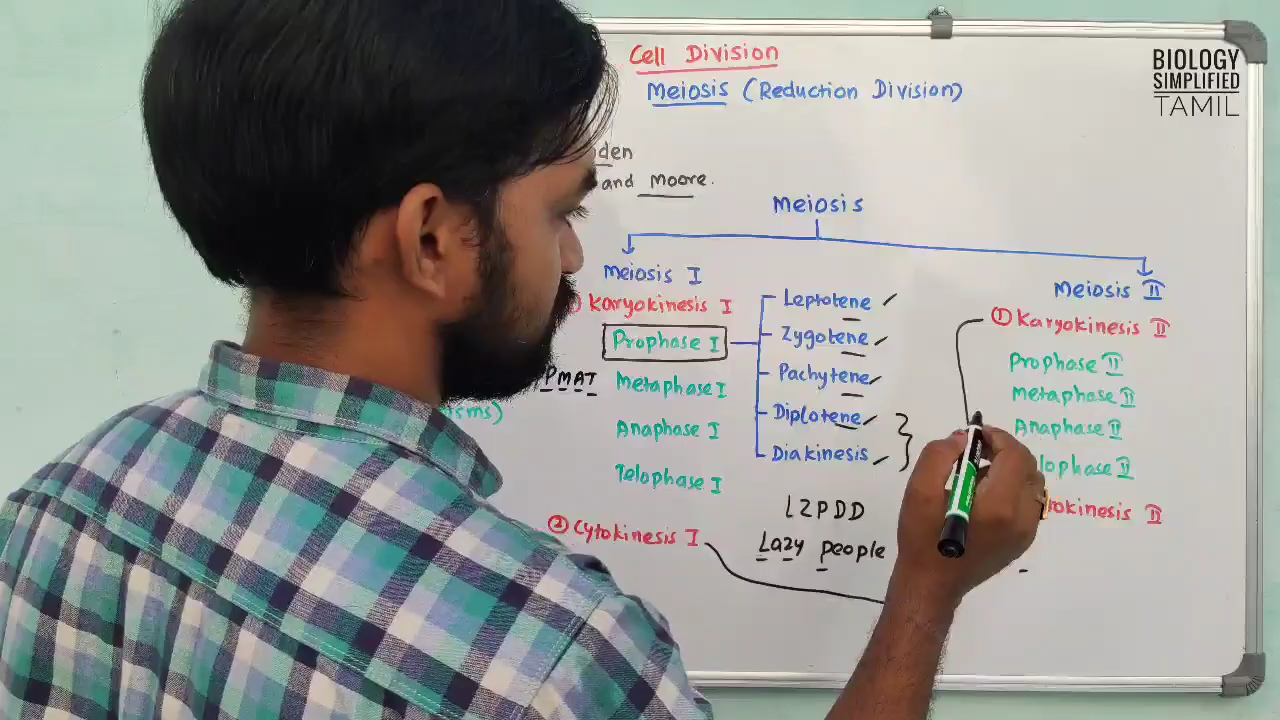 Cell Division
Meiosis (Reduction Division)
BIOLOGY
SIMPLIFIED
TAMIL
and Moore.
Meiosis
Meiosis I
Karyokinesis I
Prophase I
PMAT
Metaphase I
Anaphase I
Telophase I
② Cytokinesis I
Leptotene
Zygotene
Pachytene
Diplotene
Diakinesis
LZPDD
Lazy people
Meiosis II
① Karyokinesis II
Prophase II
Metaphase II
Anaphase II
II
II